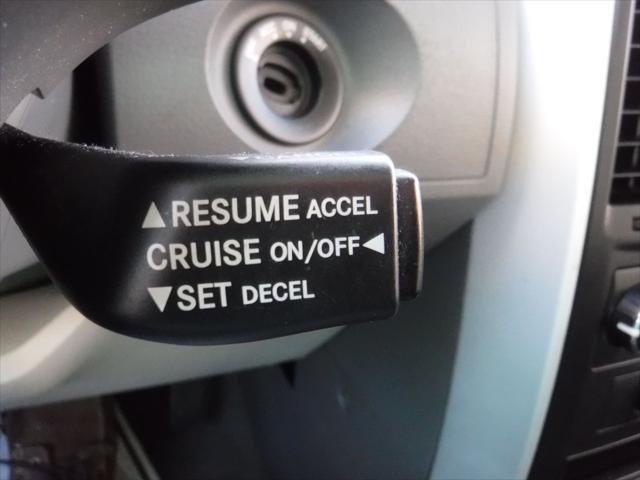 ▲RESUME ACCEL
CRUISE ON/OFF◀
▼SET DECEL